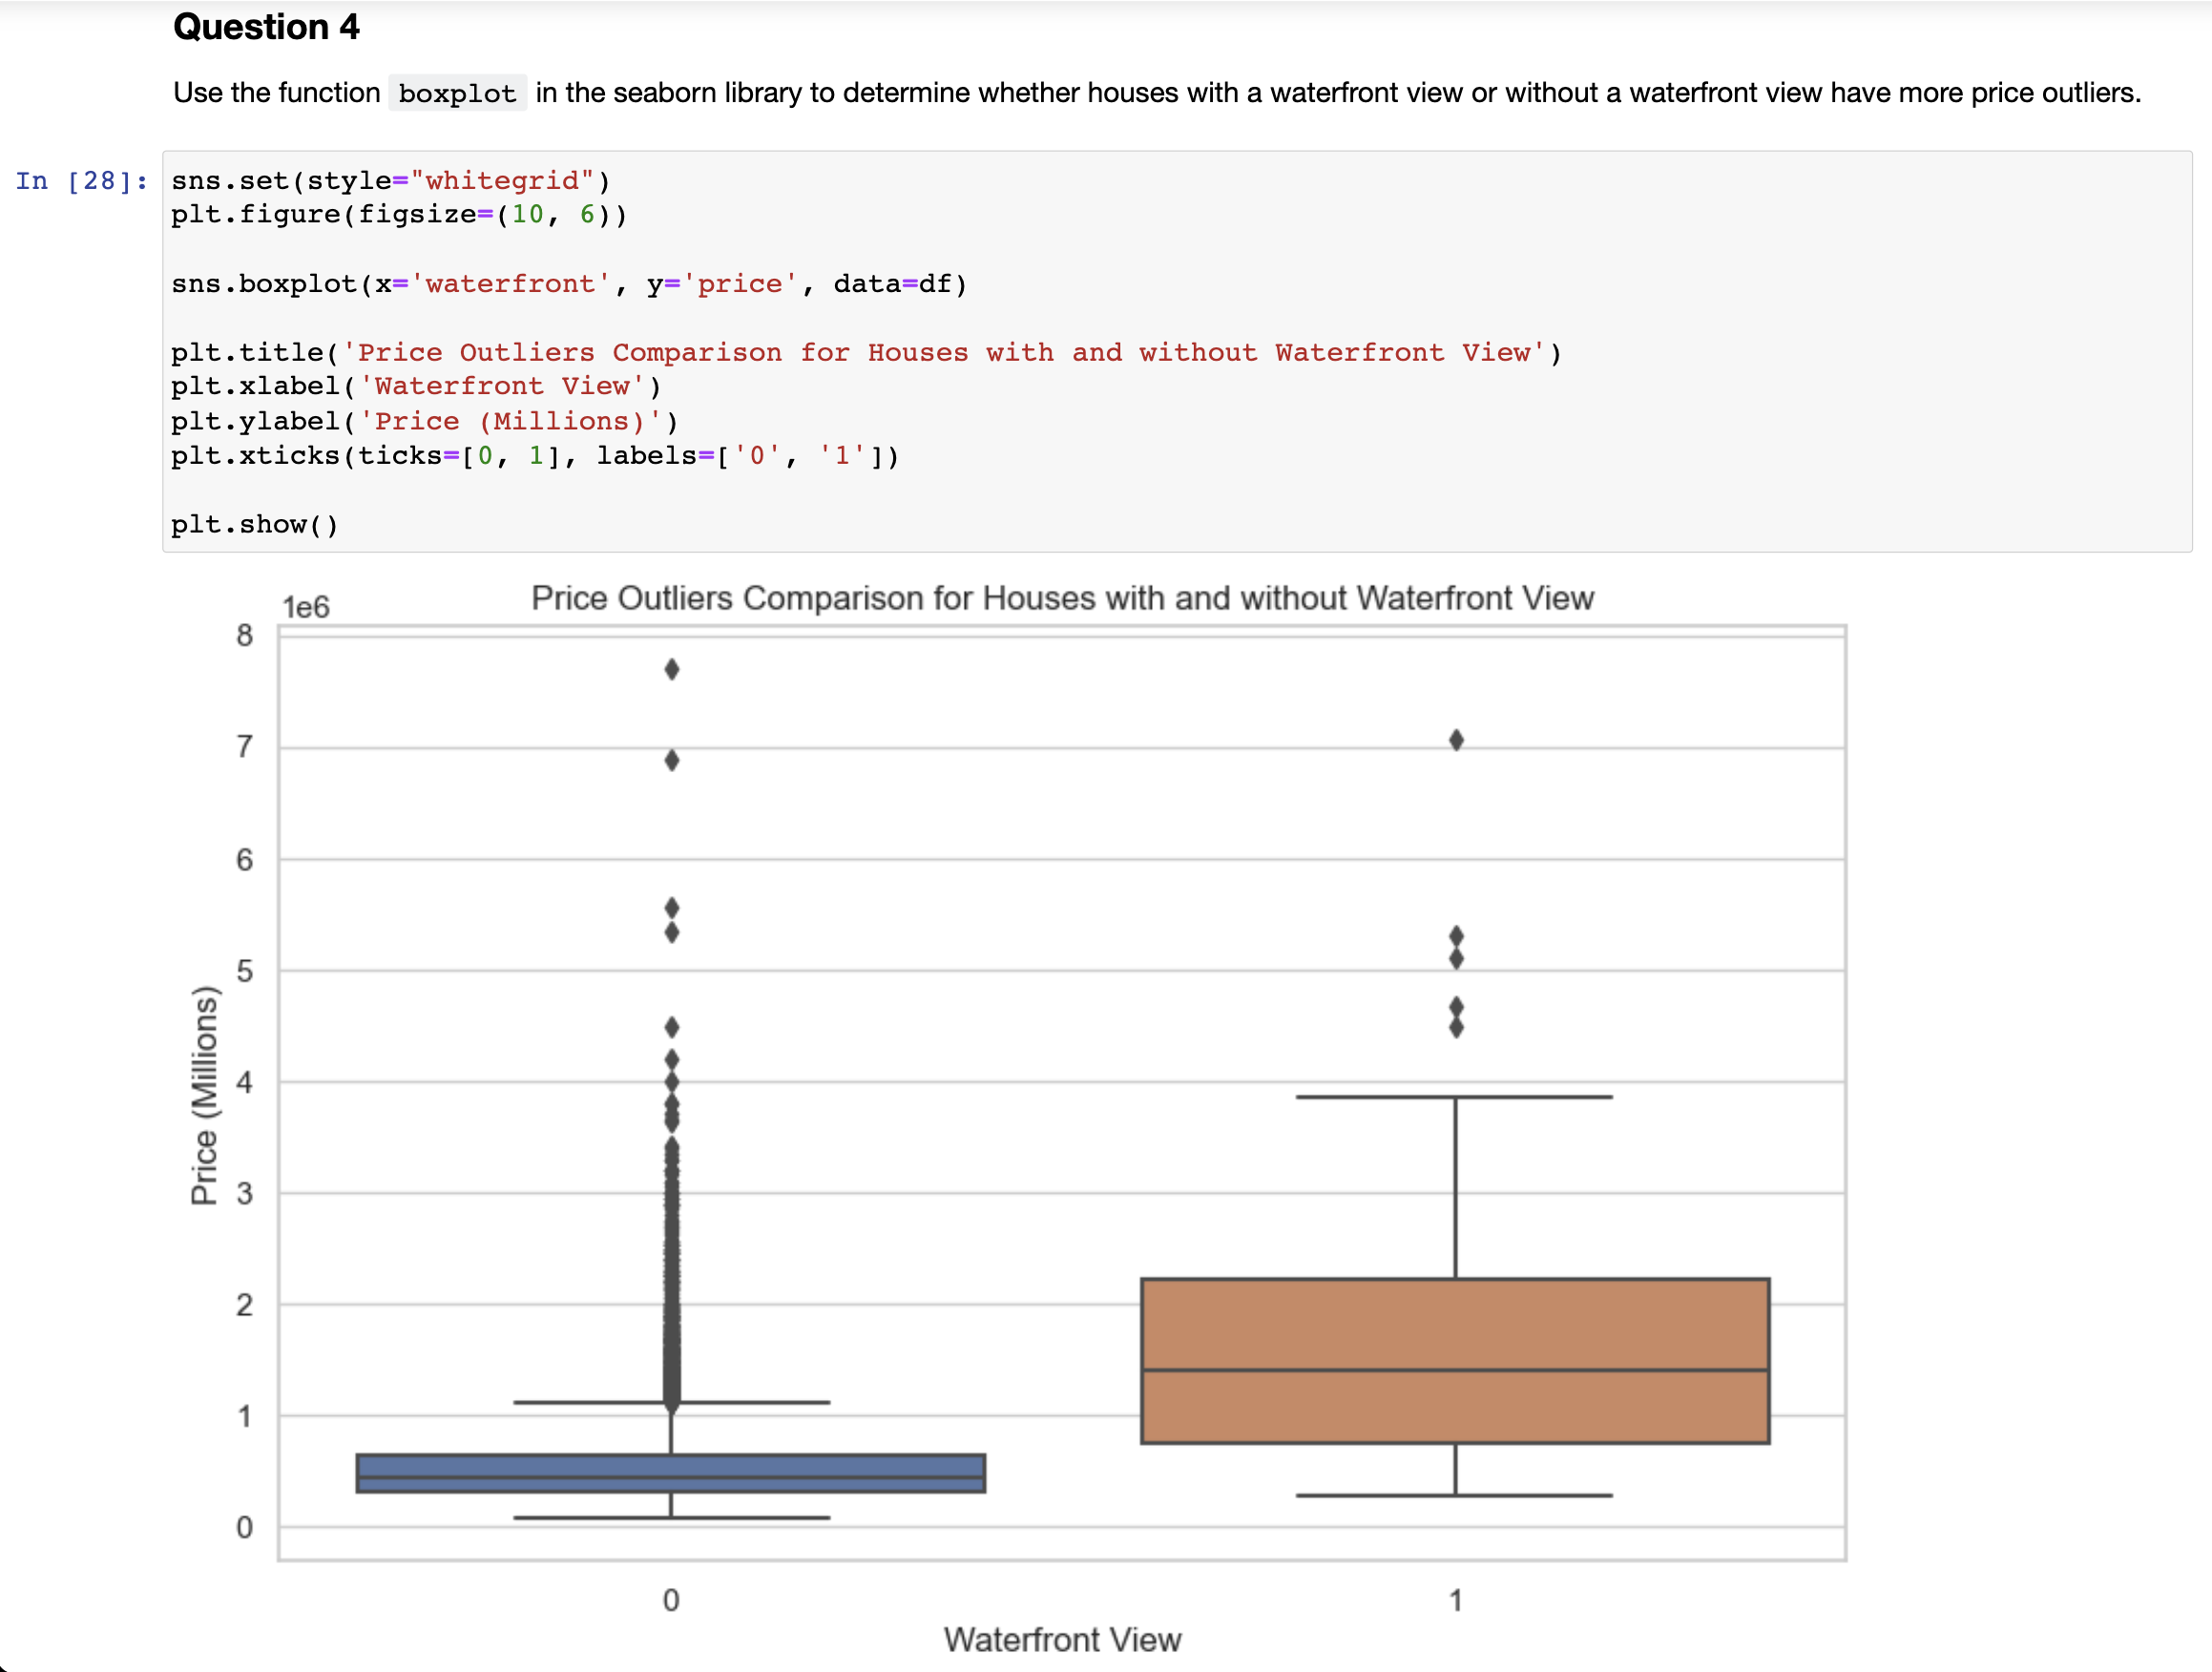 Question 4
Use the function boxplot in the seaborn library to determine whether houses with a waterfront view or without a waterfront view have more price outliers.
In [28]:
sns.set(style="whitegrid")
plt.figure(figsize=(10, 6))
sns.boxplot(x='waterfront', y='price', data=df)
plt.title('Price Outliers Comparison for Houses with and without Waterfront View')
plt.xlabel('Waterfront View')
plt.ylabel('Price (Millions)')
plt.xticks(ticks=[0, 1], labels=['0', '1'])
plt.show()
Price Outliers Comparison for Houses with and without Waterfront View
1e6
8
7
6
5
4
3
2
1
0
Price (Millions)
0
1
Waterfront View